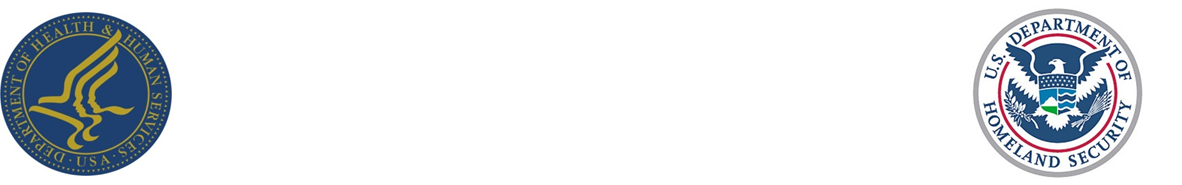 DEPARTMENT OF HEALTH & HUMAN SERVICES · USA
U.S. DEPARTMENT OF
HOMELAND SECURITY